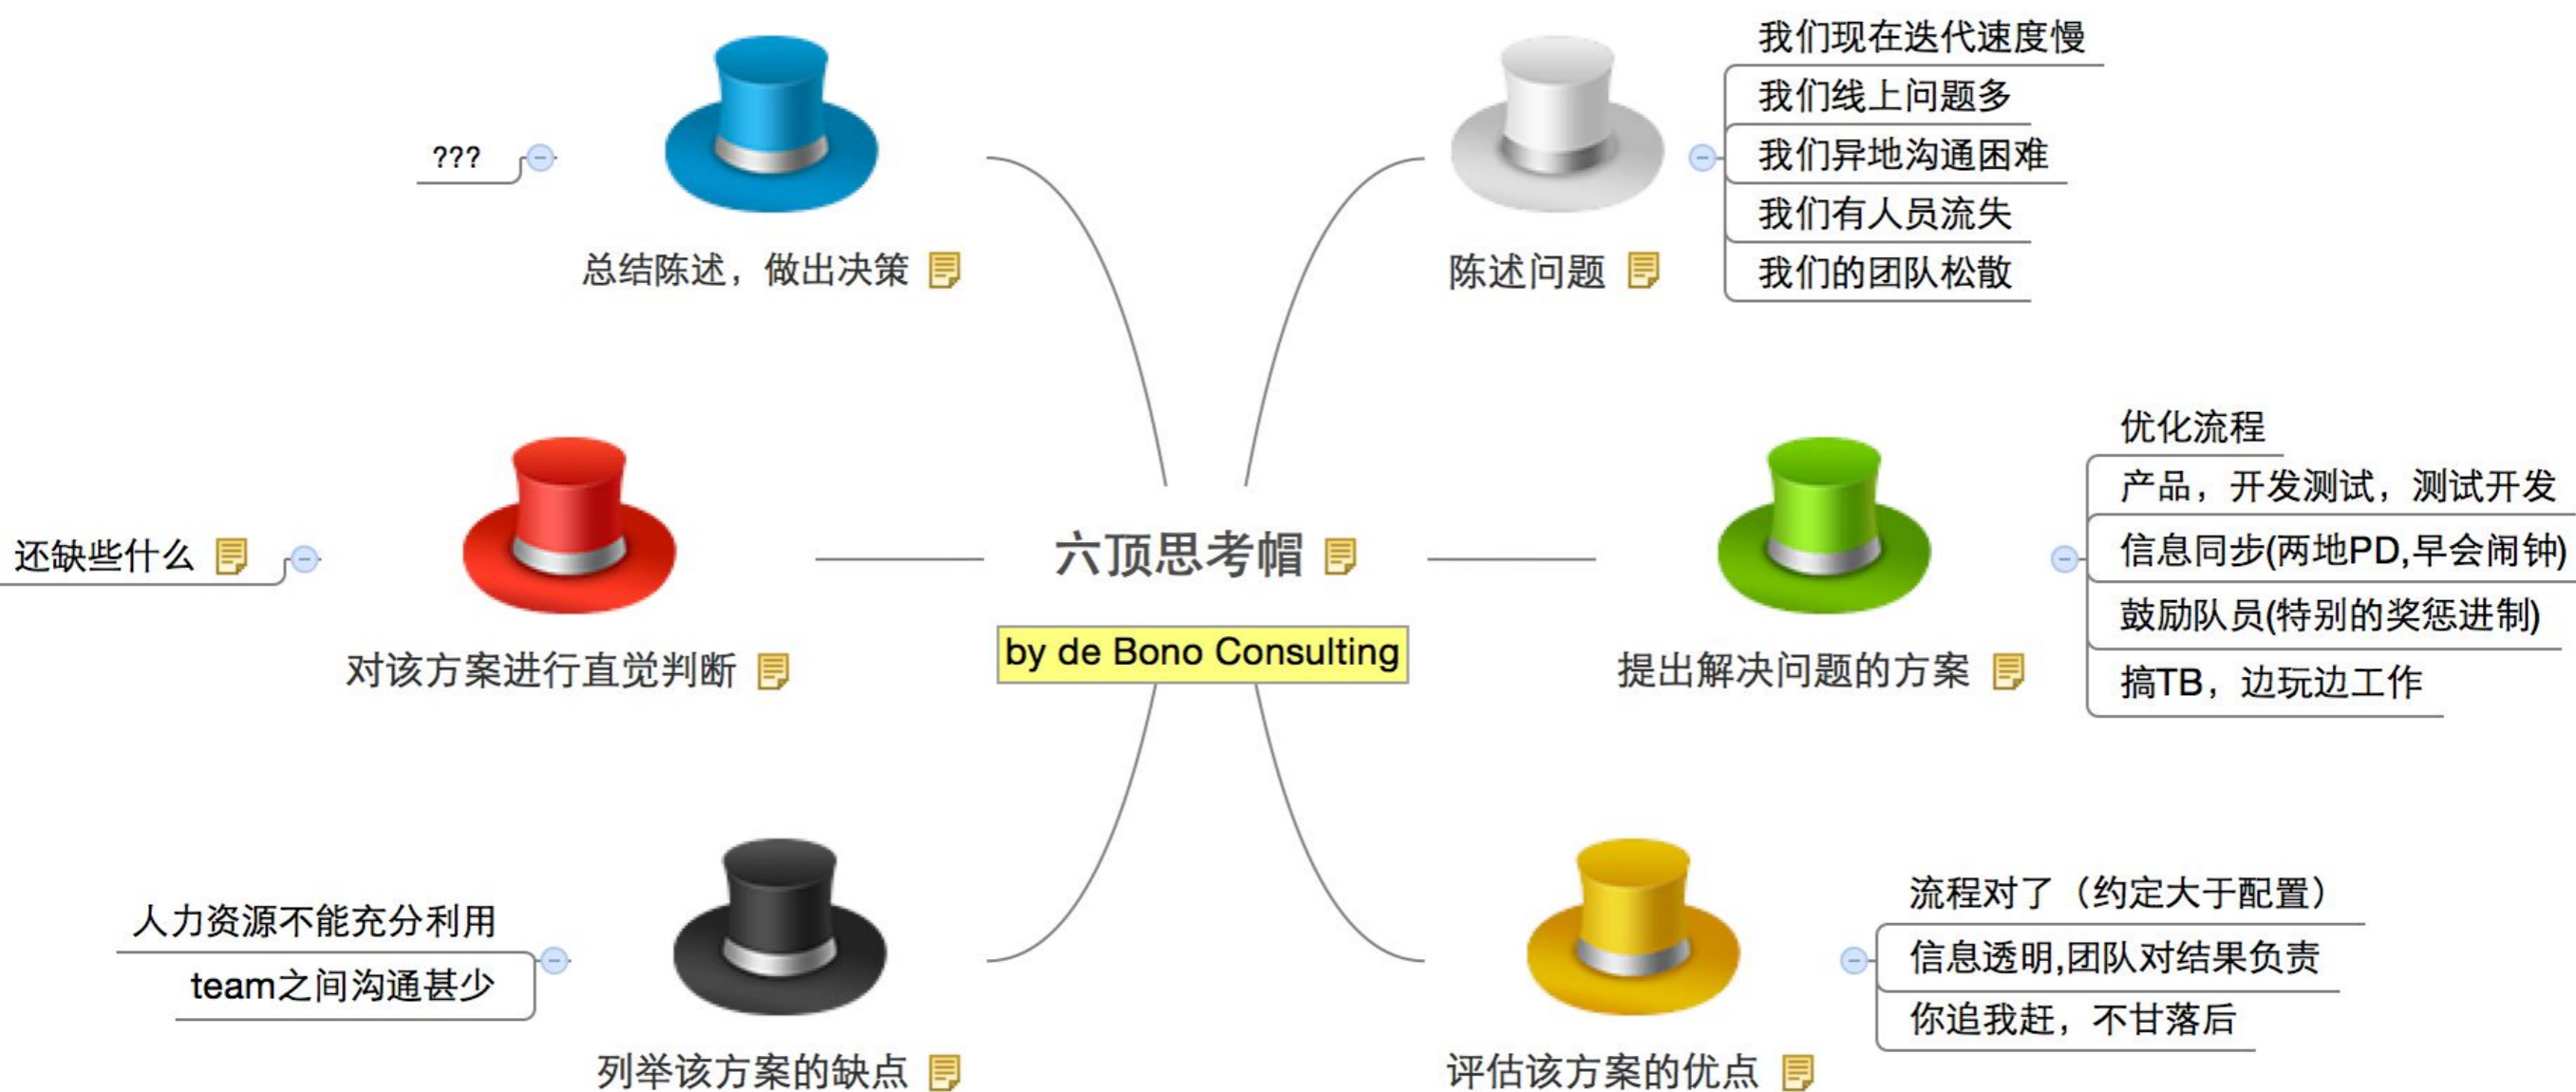 六顶思考帽
by de Bono Consulting
陈述问题
我们现在迭代速度慢
我们线上问题多
我们异地沟通困难
我们有人员流失
我们的团队松散
提出解决问题的方案
优化流程
产品，开发测试，测试开发
信息同步(两地PD,早会闹钟)
鼓励队员(特别的奖惩进制)
搞TB，边玩边工作
评估该方案的优点
流程对了（约定大于配置）
信息透明,团队对结果负责
你追我赶，不甘落后
列举该方案的缺点
人力资源不能充分利用
team之间沟通甚少
对该方案进行直觉判断
还缺些什么
总结陈述，做出决策
???